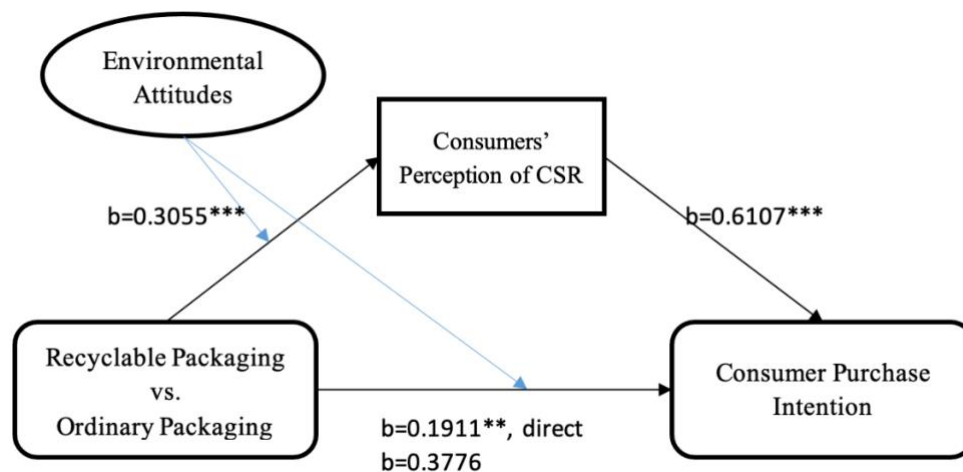 Environmental
Attitudes
Consumers’
Perception of CSR
b=0.3055***
b=0.6107***
Recyclable Packaging
vs.
Ordinary Packaging
Consumer Purchase
Intention
b=0.1911**, direct
b=0.3776